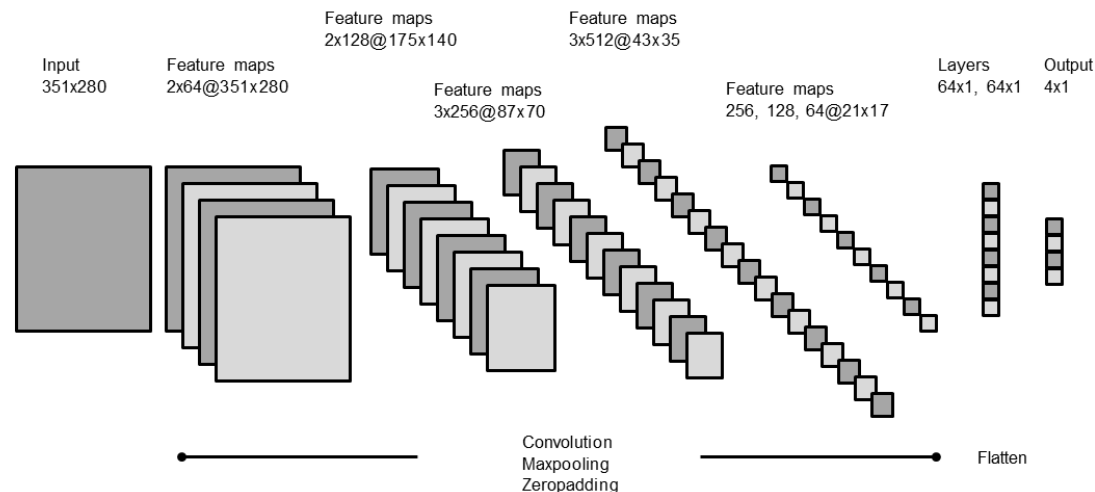 Input
351x280
Feature maps
2x64@351x280
Feature maps
2x128@175x140
Feature maps
3x256@87x70
Feature maps
3x512@43x35
Feature maps
256, 128, 64@21x17
Layers
64x1, 64x1
Output
4x1
Convolution
Maxpooling
Zeropadding
Flatten